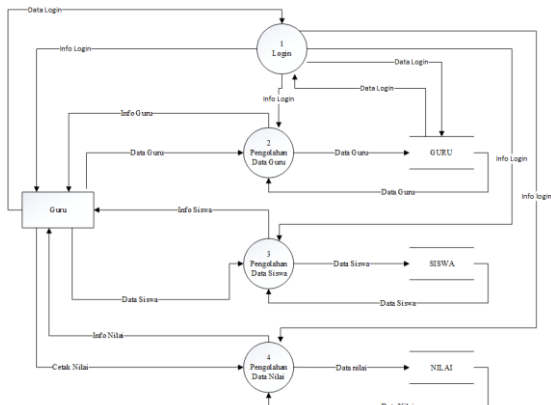 Data Login
1
Login
Info Login
Data Login
Data Login
Info Login
Info Guru
2
Pengolahan
Data Guru
Data Guru
Data Guru
GURU
Info Login
Data Guru
Info login
Guru
Info Siswa
3
Pengolahan
Data Siswa
Data Siswa
SISWA
Data Siswa
Data Siswa
Info Nilai
4
Pengolahan
Data Nilai
Cetak Nilai
Data nilai
NILAI
Data Nilai